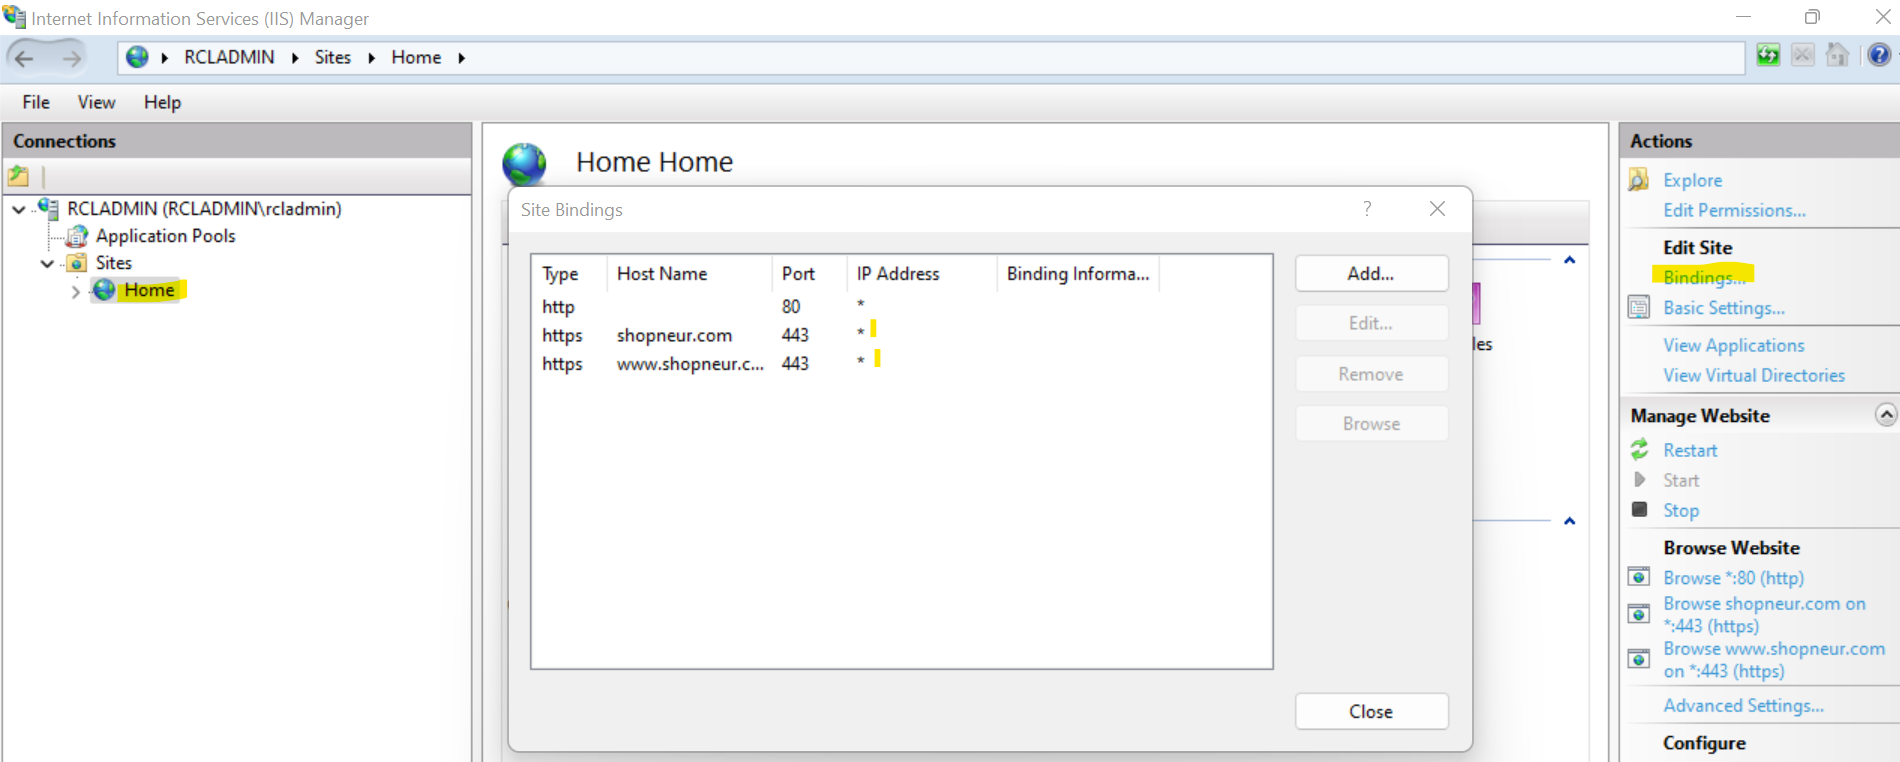 Internet Information Services (IIS) Manager
RCLADMIN Sites Home
File View Help
Connections
RCLADMIN (RCLADMIN\rcladmin)
Application Pools
Sites
Home
Home Home
Site Bindings
?
Type Host Name Port IP Address Binding Informa...
http 80 *
https shopneur.com 443 *
https www.shopneur.c... 443 *
Add...
Edit...
Remove
Browse
Close
les
Actions
Explore
Edit Permissions...
Edit Site
Bindings...
Basic Settings...
View Applications
View Virtual Directories
Manage Website
Restart
Start
Stop
Browse Website
Browse *:80 (http)
Browse shopneur.com on
*:443 (https)
Browse www.shopneur.com
on *:443 (https)
Advanced Settings...
Configure